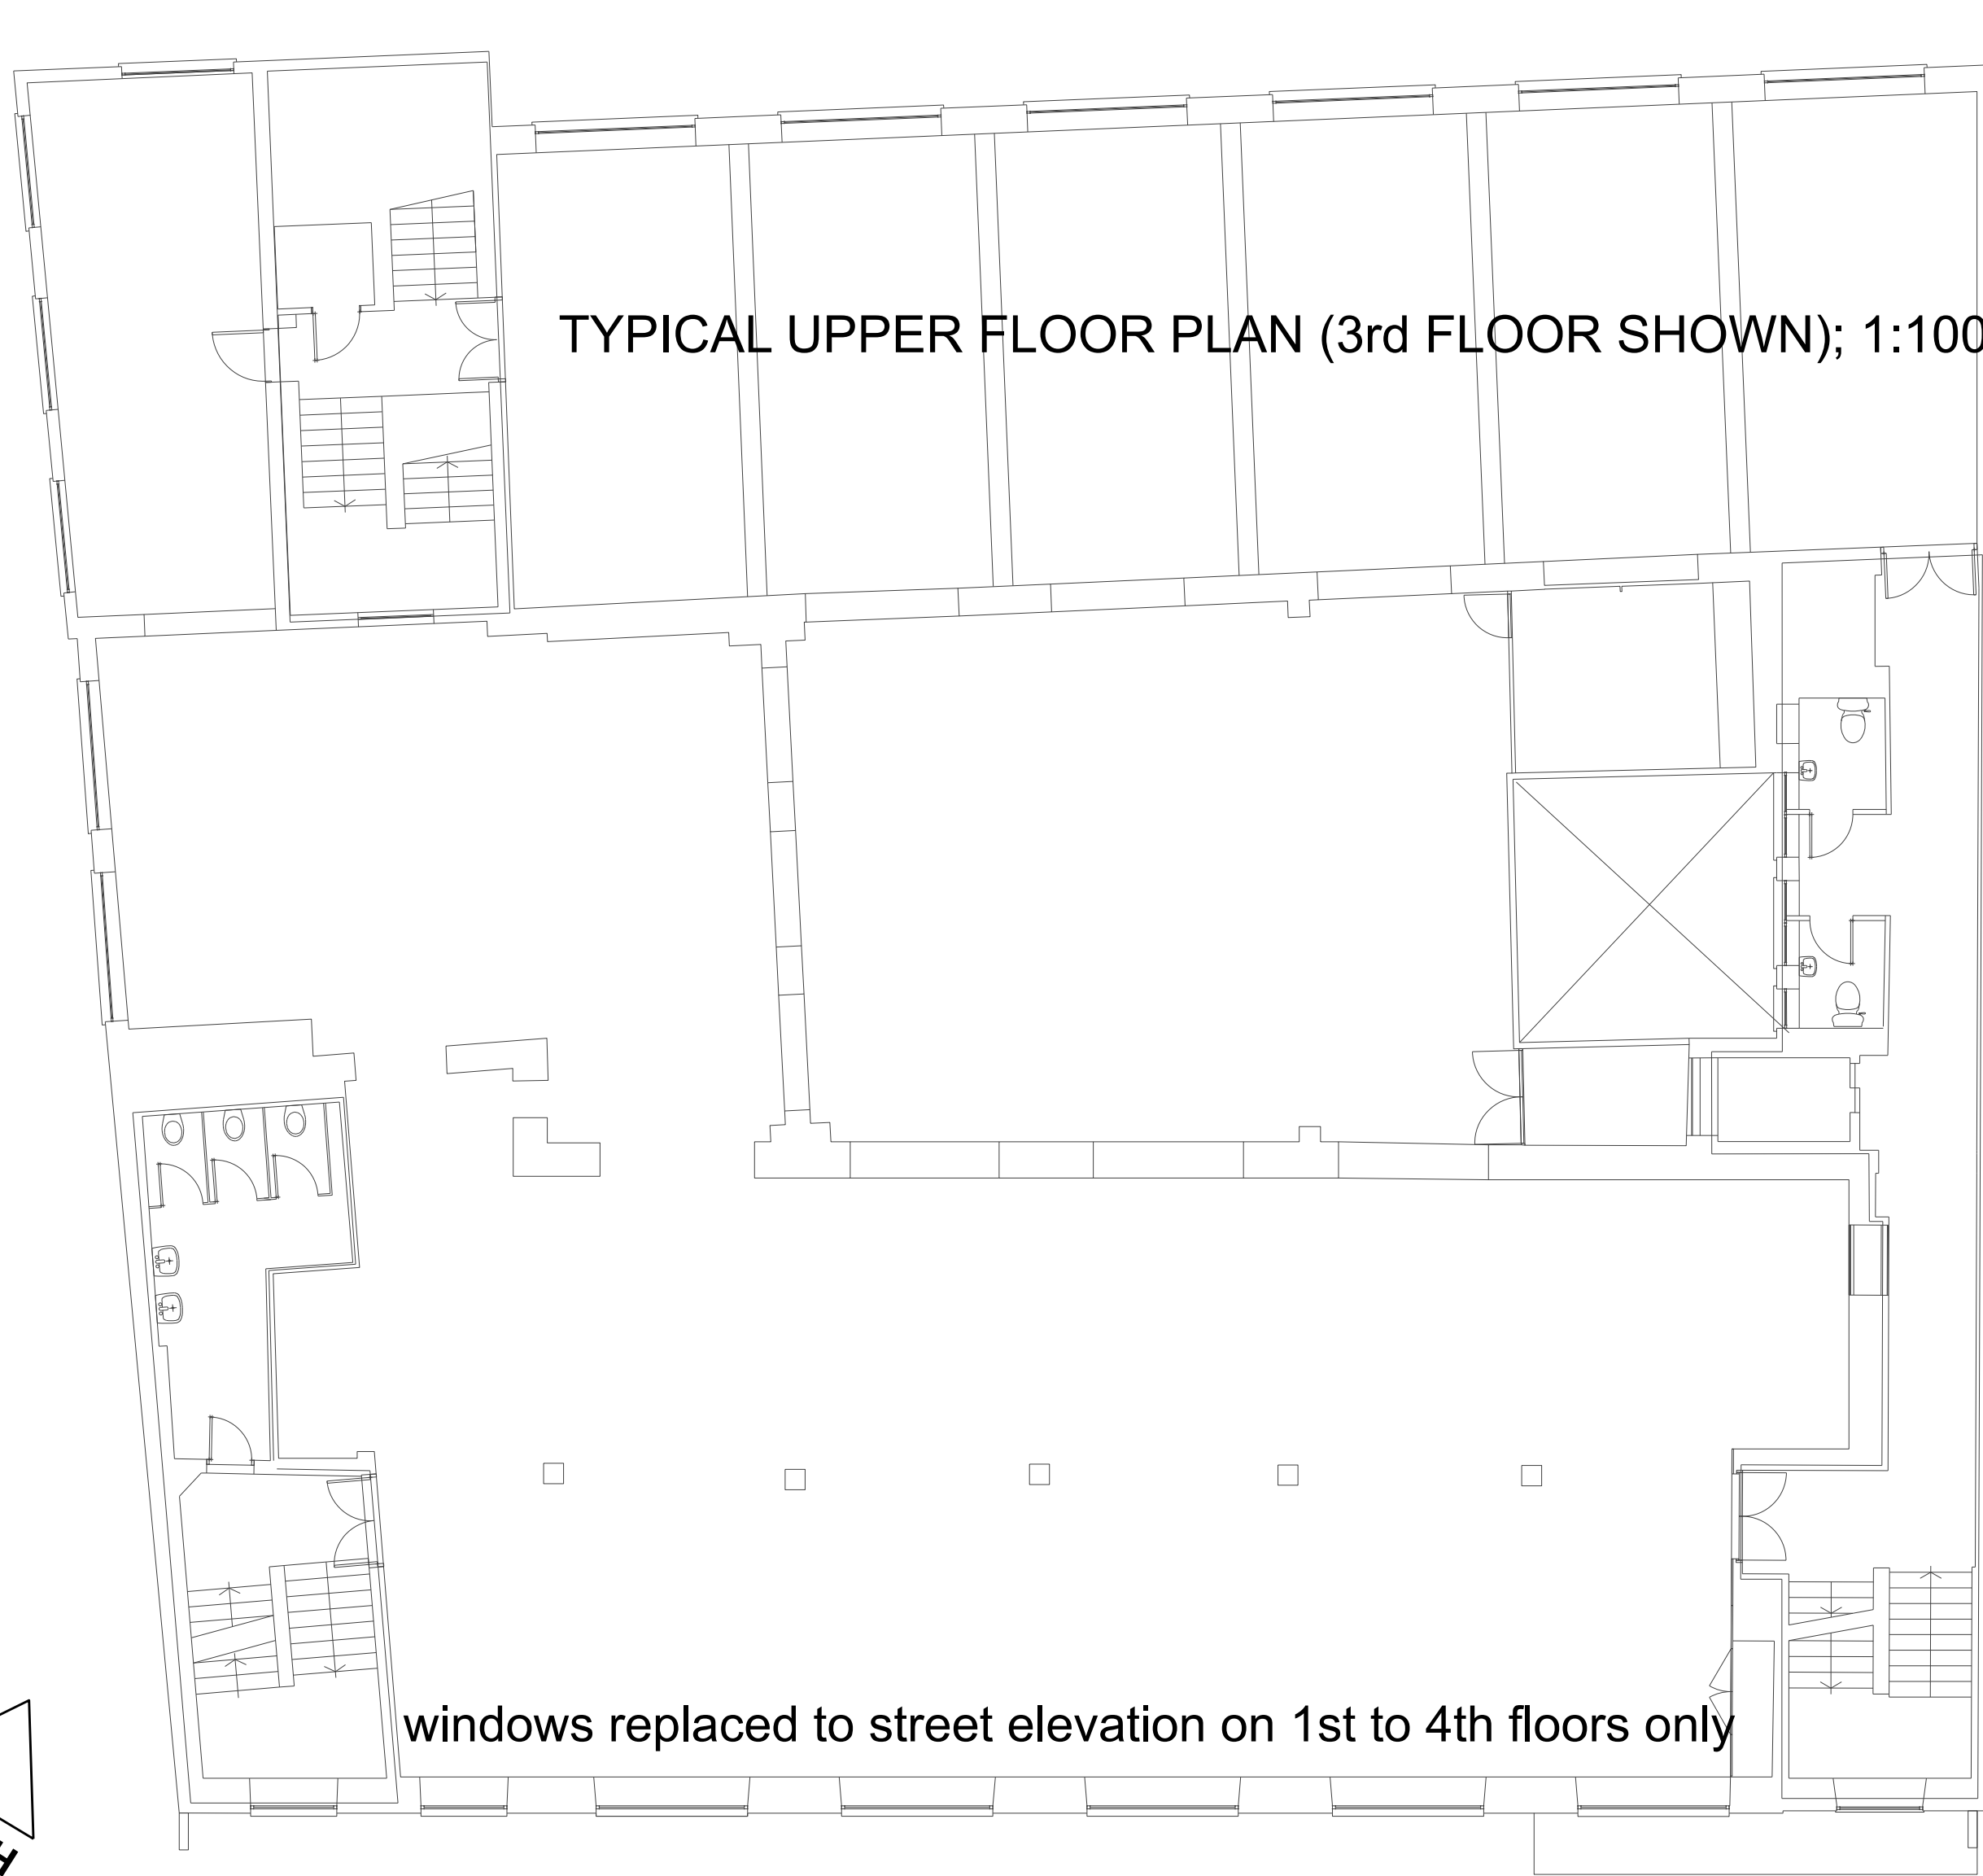 TYPICAL UPPER FLOOR PLAN (3rd FLOOR SHOWN); 1:100
windows replaced to street elevation on 1st to 4th floors only